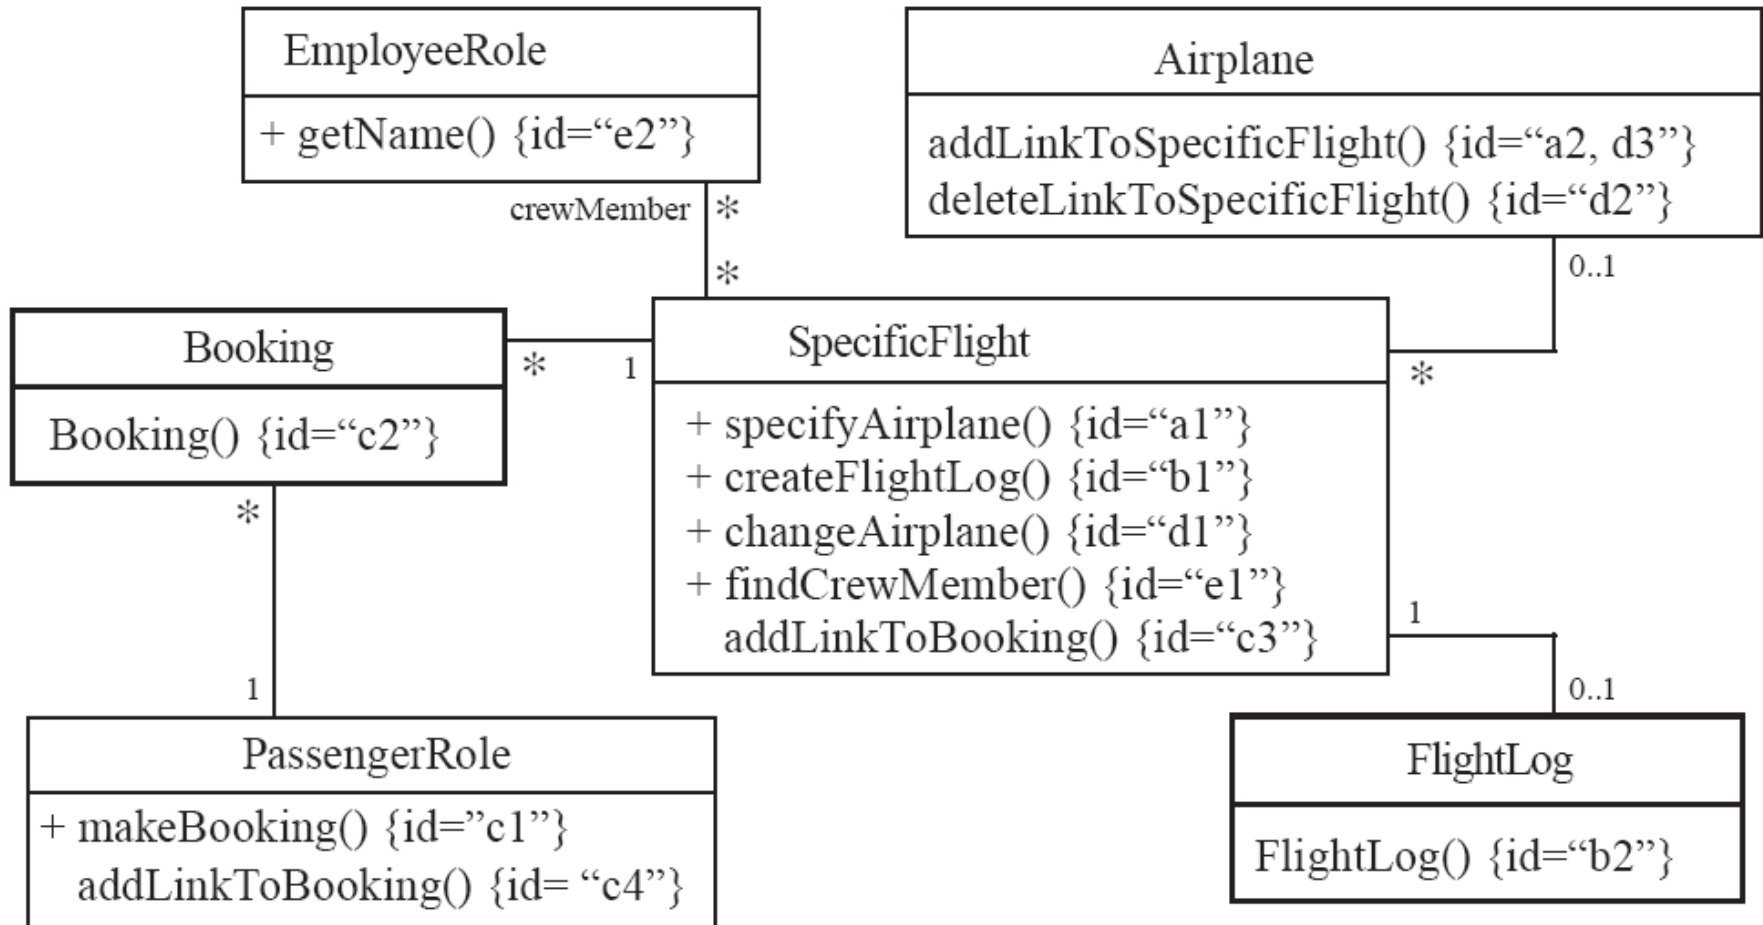 EmployeeRole
+ getName() {id=“e2”}
crewMember
*
*
Airplane
addLinkToSpecificFlight() {id=“a2, d3”}
deleteLinkToSpecificFlight() {id=“d2”}
0..1
*
Booking
Booking() {id=“c2”}
*
1
*
1
SpecificFlight
+ specifyAirplane() {id=“a1”}
+ createFlightLog() {id=“b1”}
+ changeAirplane() {id=“d1”}
+ findCrewMember() {id=“e1”}
addLinkToBooking() {id=“c3”}
1
0..1
PassengerRole
+ makeBooking() {id=”c1”}
addLinkToBooking() {id= “c4”}
FlightLog
FlightLog() {id=“b2”}